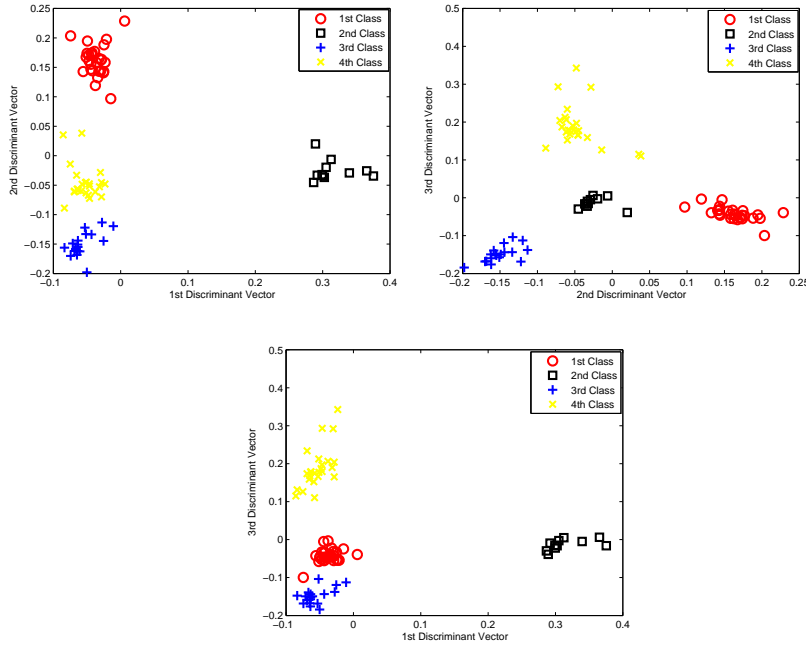 0.25
0.2
0.15
0.1
0.05
0
−0.05
−0.1
−0.15
−0.2
−0.1 0 0.1 0.2 0.3 0.4
1st Discriminant Vector
2nd Discriminant Vector
1st Class
2nd Class
3rd Class
4th Class
0.5
0.4
0.3
0.2
0.1
0
−0.1
−0.2
−0.3
−0.2 −0.15 −0.1 −0.05 0 0.05 0.1 0.15 0.2 0.25
2nd Discriminant Vector
3rd Discriminant Vector
1st Class
2nd Class
3rd Class
4th Class
0.5
0.4
0.3
0.2
0.1
0
−0.1
−0.2
−0.1 0 0.1 0.2 0.3 0.4
1st Discriminant Vector
3rd Discriminant Vector
1st Class
2nd Class
3rd Class
4th Class